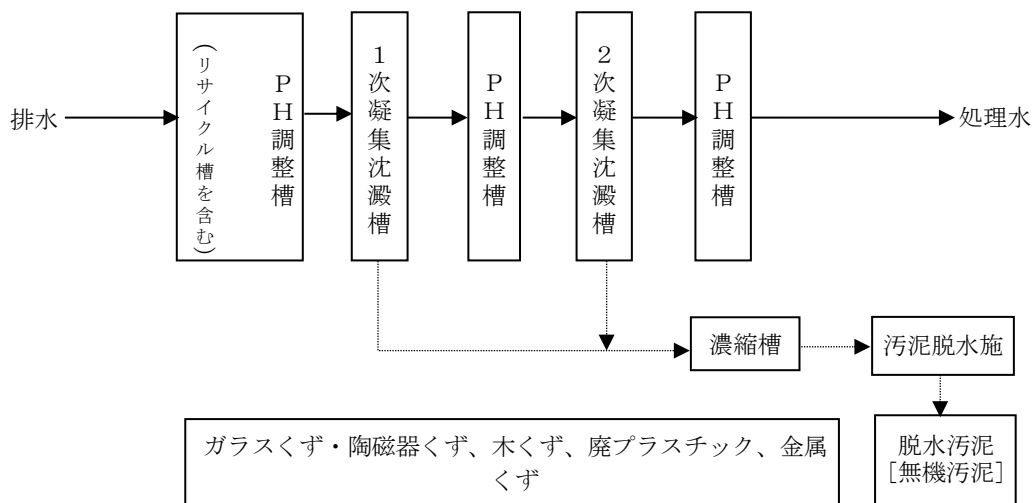 排水
ＰＨ調整槽
(リサイクル槽を含む)
１次凝集沈澱槽
ＰＨ調整槽
２次凝集沈澱槽
ＰＨ調整槽
処理水
濃縮槽
汚泥脱水施
ガラスくず・陶磁器くず、木くず、廃プラスチック、金属
くず
脱水汚泥
［無機汚泥］